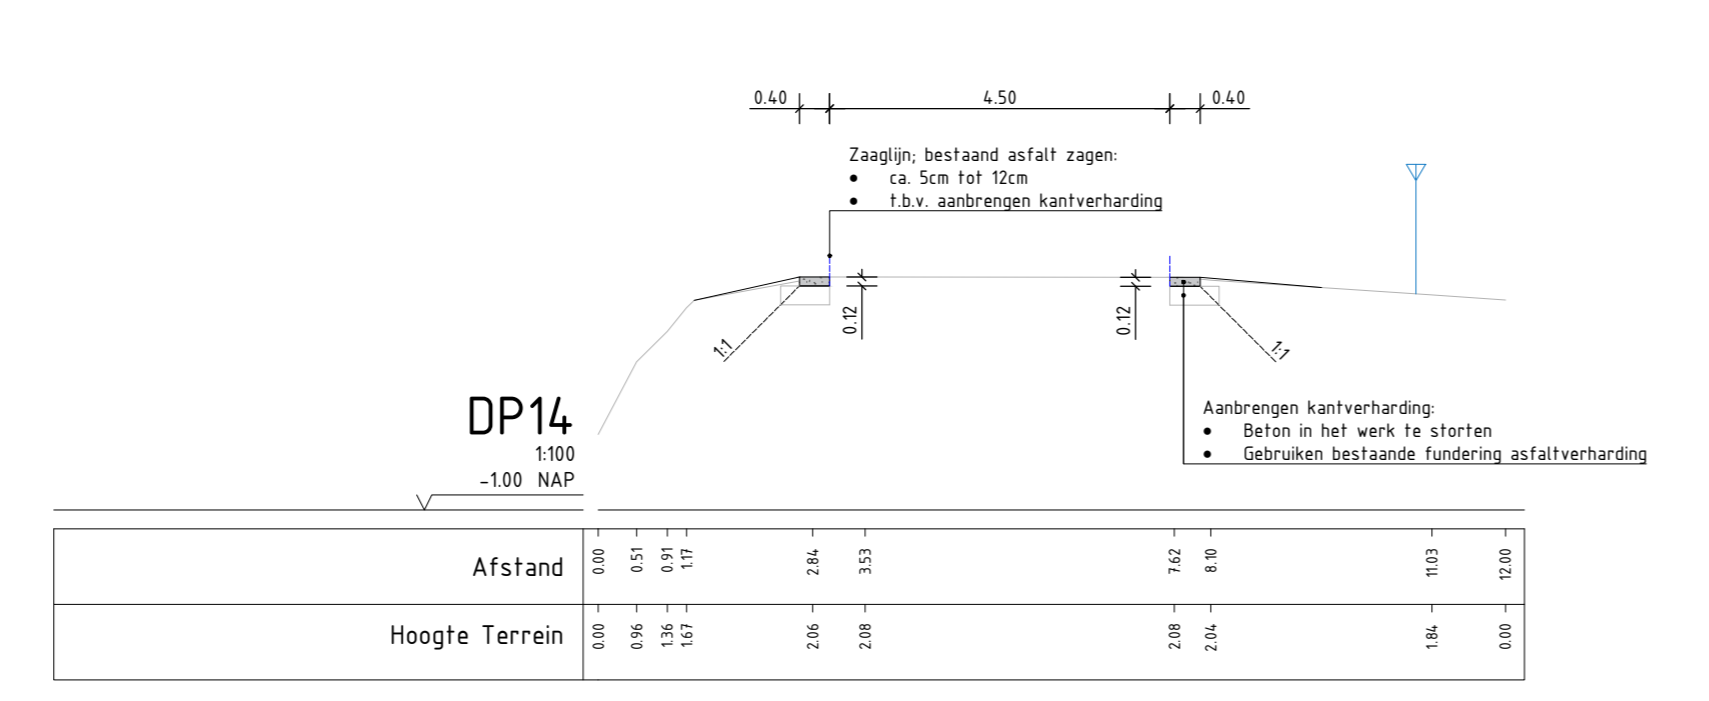 0.40 4.50 0.40
Zaaglijn; bestaand asfalt zagen:
● ca. 5cm tot 12cm
● t.b.v. aanbrengen kantverharding
0.12 0.12
1:1 1:1
Aanbrengen kantverharding:
● Beton in het werk te storten
● Gebruiken bestaande fundering asfaltverharding
DP14
1:100
-1.00 NAP
Afstand 0.00 0.51 0.91 1.17 2.84 3.53 7.62 8.10 11.03 12.00
Hoogte Terrein 0.00 0.96 1.36 1.67 2.06 2.08 2.08 2.04 1.84 0.00